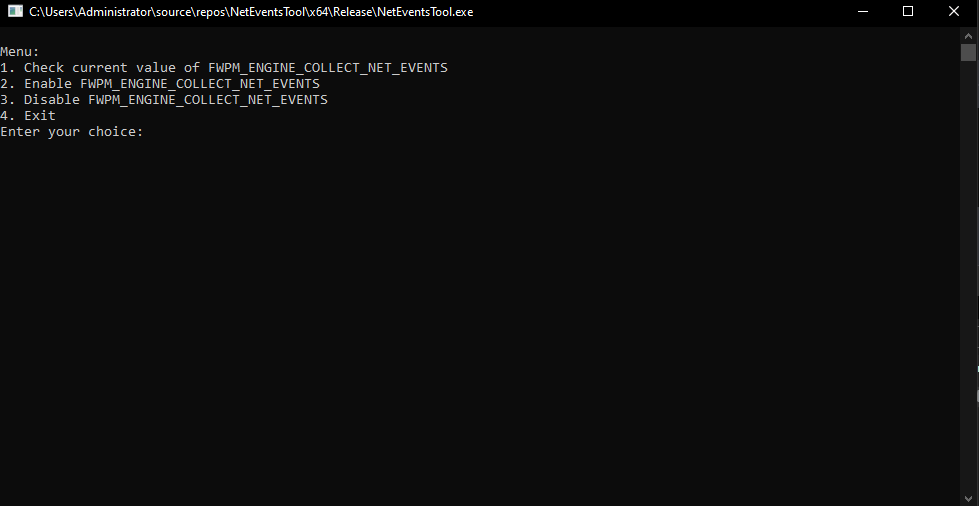 C:\Users\Administrator\source\repos\NetEventsTool\x64\Release\NetEventsTool.exe
Menu:
1. Check current value of FWPM_ENGINE_COLLECT_NET_EVENTS
2. Enable FWPM_ENGINE_COLLECT_NET_EVENTS
3. Disable FWPM_ENGINE_COLLECT_NET_EVENTS
4. Exit
Enter your choice: